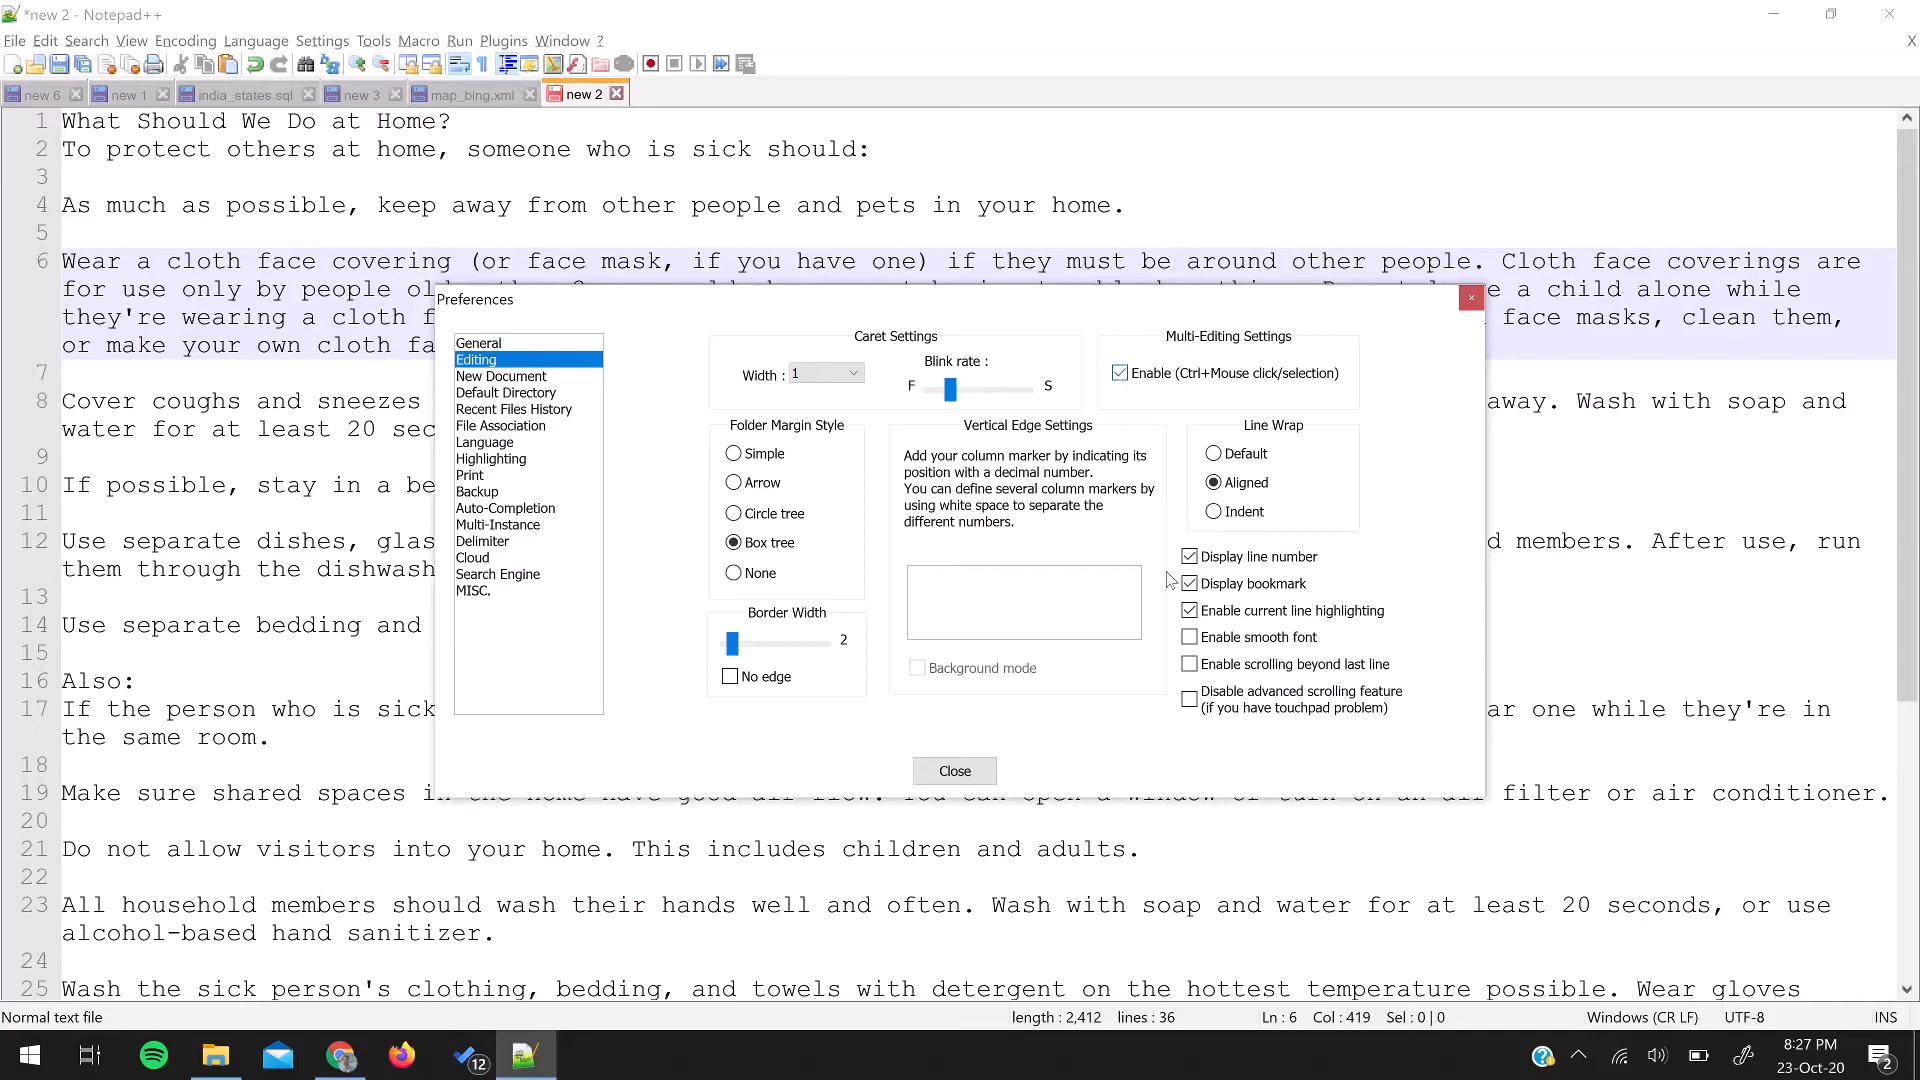 *new 2 - Notepad++
File Edit Search View Encoding Language Settings Tools Macro Run Plugins Window ?
X
new 6 new 1 india_states.sql new 3 map_bing.xml new 2
1 What Should We Do at Home?
2 To protect others at home, someone who is sick should:
3
4 As much as possible, keep away from other people and pets in your home.
5
6 Wear a cloth face covering (or face mask, if you have one) if they must be around other people. Cloth face coverings are
for use only by people a child alone while
they're wearing a cloth face masks, clean them,
or make your own cloth fa
7
8 Cover coughs and sneezes away. Wash with soap and
water for at least 20 sec
9
10 If possible, stay in a be
11
12 Use separate dishes, glas d members. After use, run
them through the dishwash
13
14 Use separate bedding and
15
16 Also:
17 If the person who is sick ar one while they're in
the same room.
18
19 Make sure shared spaces filter or air conditioner.
20
21 Do not allow visitors into your home. This includes children and adults.
22
23 All household members should wash their hands well and often. Wash with soap and water for at least 20 seconds, or use
alcohol-based hand sanitizer.
24
25 Wash the sick person's clothing, bedding, and towels with detergent on the hottest temperature possible. Wear gloves
Preferences
General
Editing
New Document
Default Directory
Recent Files History
File Association
Language
Highlighting
Print
Backup
Auto-Completion
Multi-Instance
Delimiter
Cloud
Search Engine
MISC.
Caret Settings
Width : 1
Blink rate :
F S
Multi-Editing Settings
Enable (Ctrl+Mouse click/selection)
Folder Margin Style
Simple
Arrow
Circle tree
Box tree
None
Border Width
2
No edge
Vertical Edge Settings
Add your column marker by indicating its
position with a decimal number.
You can define several column markers by
using white space to separate the
different numbers.
Background mode
Line Wrap
Default
Aligned
Indent
Display line number
Display bookmark
Enable current line highlighting
Enable smooth font
Enable scrolling beyond last line
Disable advanced scrolling feature
(if you have touchpad problem)
Close
Normal text file length : 2,412 lines : 36 Ln : 6 Col : 419 Sel : 0 | 0 Windows (CR LF) UTF-8 INS
12
8:27 PM
23-Oct-20
2